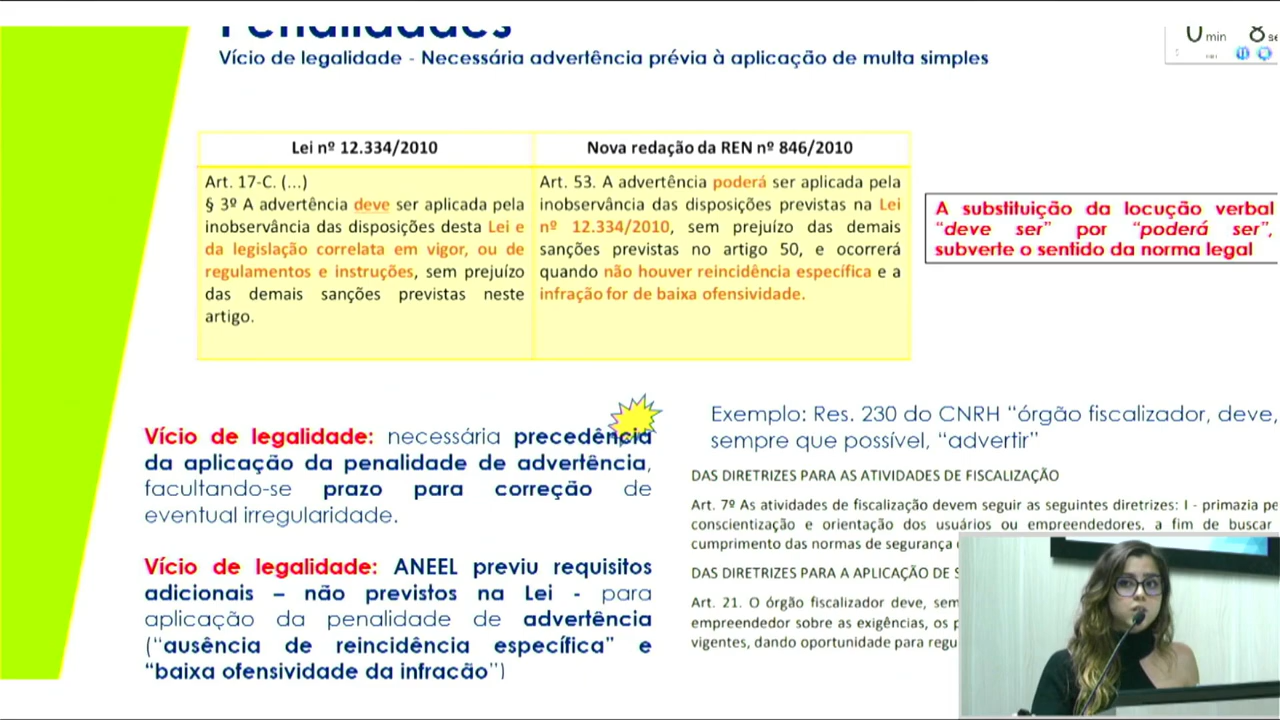 Penalidades
Vício de legalidade - Necessária advertência prévia à aplicação de multa simples
min
Lei nº 12.334/2010
Nova redação da REN nº 846/2010
Art. 17-C. (...)
§ 3º A advertência deve ser aplicada pela
inobservância das disposições desta Lei e
da legislação correlata em vigor, ou de
regulamentos e instruções, sem prejuízo
das demais sanções previstas neste
artigo.
Art. 53. A advertência poderá ser aplicada pela
inobservância das disposições previstas na Lei
nº 12.334/2010, sem prejuízo das demais
sanções previstas no artigo 50, e ocorrerá
quando não houver reincidência específica e a
infração for de baixa ofensividade.
A substituição da locução verbal
"deve ser" por "poderá ser",
subverte o sentido da norma legal
Vício de legalidade: necessária precedência
da aplicação da penalidade de advertência,
facultando-se prazo para correção de
eventual irregularidade.
Vício de legalidade: ANEEL previu requisitos
adicionais – não previstos na Lei - para
aplicação da penalidade de advertência
("ausência de reincidência específica" e
"baixa ofensividade da infração")
Exemplo: Res. 230 do CNRH "órgão fiscalizador, deve,
sempre que possível, "advertir"
DAS DIRETRIZES PARA AS ATIVIDADES DE FISCALIZAÇÃO
Art. 7º As atividades de fiscalização devem seguir as seguintes diretrizes: I - primazia pe
conscientização e orientação dos usuários ou empreendedores, a fim de buscar
cumprimento das normas de segurança
DAS DIRETRIZES PARA A APLICAÇÃO DE S
Art. 21. O órgão fiscalizador deve, sem
empreendedor sobre as exigências, os p
vigentes, dando oportunidade para regu